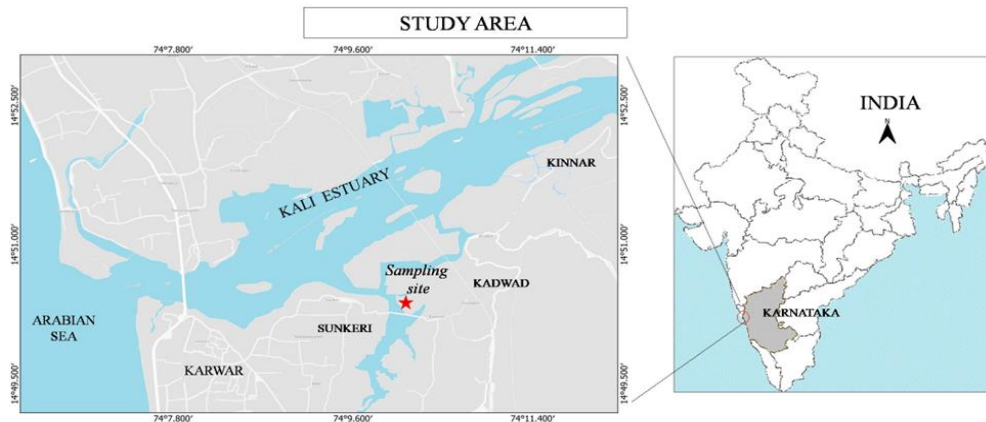 STUDY AREA
74°7.800'
74°9.600'
74°11.400'
14°52.500'
14°52.500'
KINNAR
KALI ESTUARY
14°51.000'
14°51.000'
Sampling
site
KADWAD
SUNKERI
ARABIAN
SEA
KARWAR
14°49.500'
14°49.500'
74°7.800'
74°9.600'
74°11.400'
INDIA
N
KARNATAKA